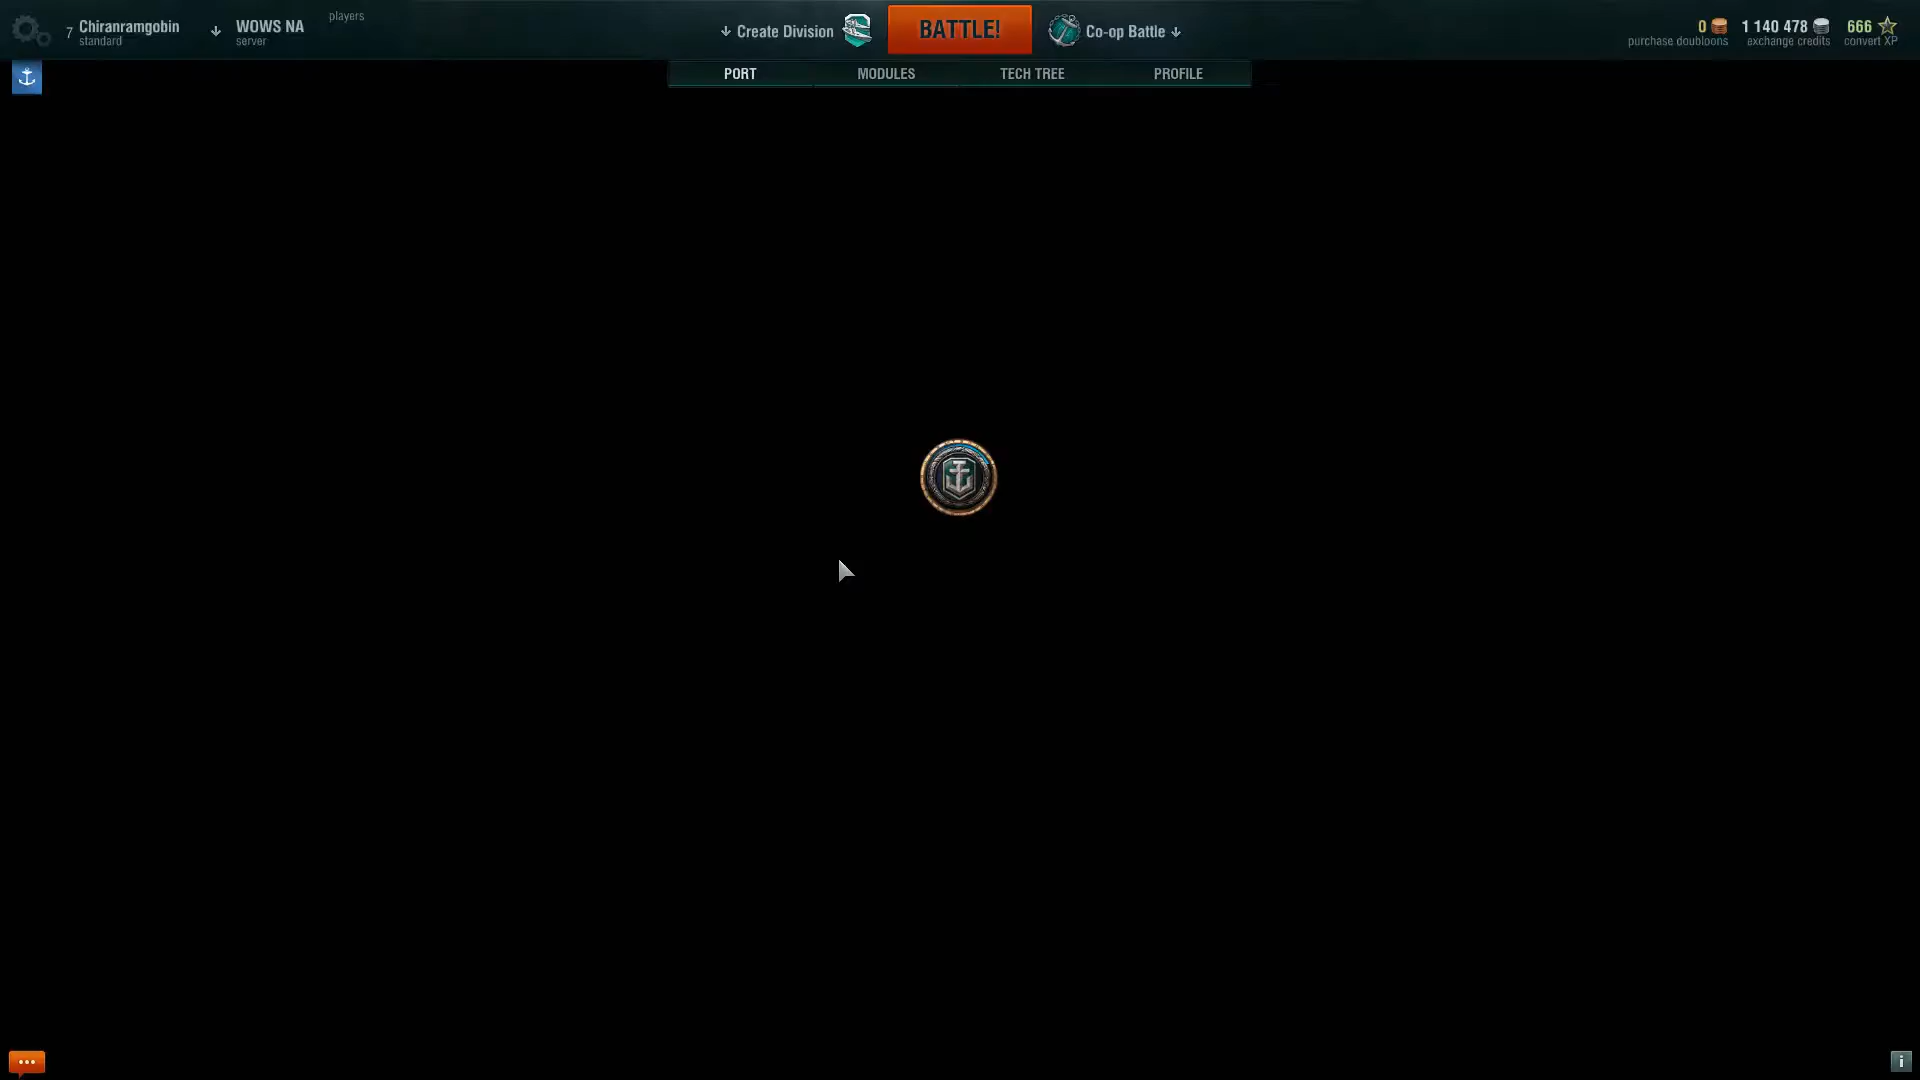 7 Chiranramgobin
standard
WOWS NA
server
players
Create Division
BATTLE!
Co-op Battle
0
purchase doubloons
1 140 478
exchange credits
666
convert XP
PORT
MODULES
TECH TREE
PROFILE